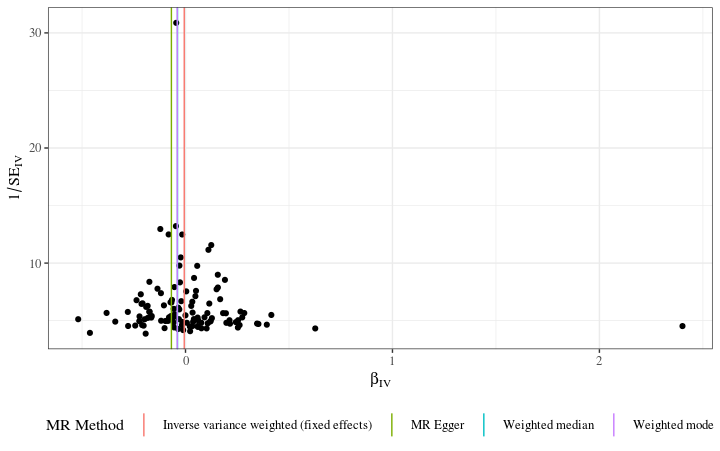 30
20
10
1/SE_IV
0
1
2
β_IV
MR Method
Inverse variance weighted (fixed effects)
MR Egger
Weighted median
Weighted mode